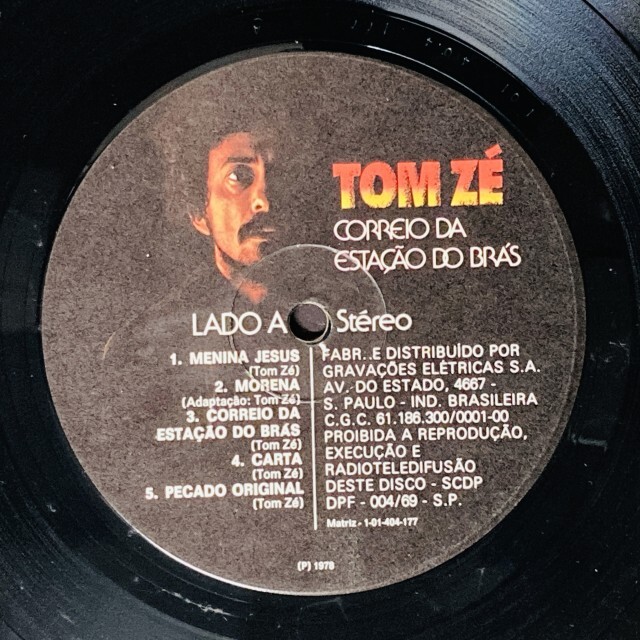 TOM ZÉ
CORREIO DA
ESTAÇÃO DO BRÁS
LADO A Stéreo
1. MENINA JESUS
(Tom Zé)
2. MORENA
(Adaptação: Tom Zé)
3. CORREIO DA
ESTAÇÃO DO BRÁS
(Tom Zé)
4. CARTA
(Tom Zé)
5. PECADO ORIGINAL
(Tom Zé)
FABR..E DISTRIBUÍDO POR
GRAVAÇÕES ELÉTRICAS S.A.
AV. DO ESTADO, 4667 -
S. PAULO - IND. BRASILEIRA
C.G.C. 61.186.300/0001-00
PROIBIDA A REPRODUÇÃO,
EXECUÇÃO E
RADIOTELEDIFUSÃO
DESTE DISCO - SCDP
DPF - 004/69 - S.P.
Matriz - 1-01-404-177
(P) 1978